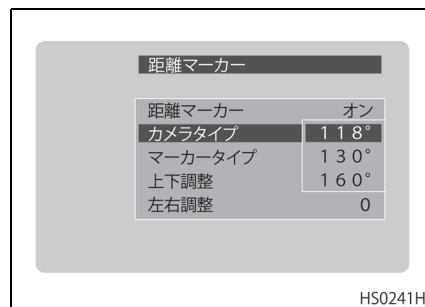 距離マーカー
距離マーカー オン
カメラタイプ 118°
マーカータイプ 130°
上下調整 160°
左右調整 0
HS0241H